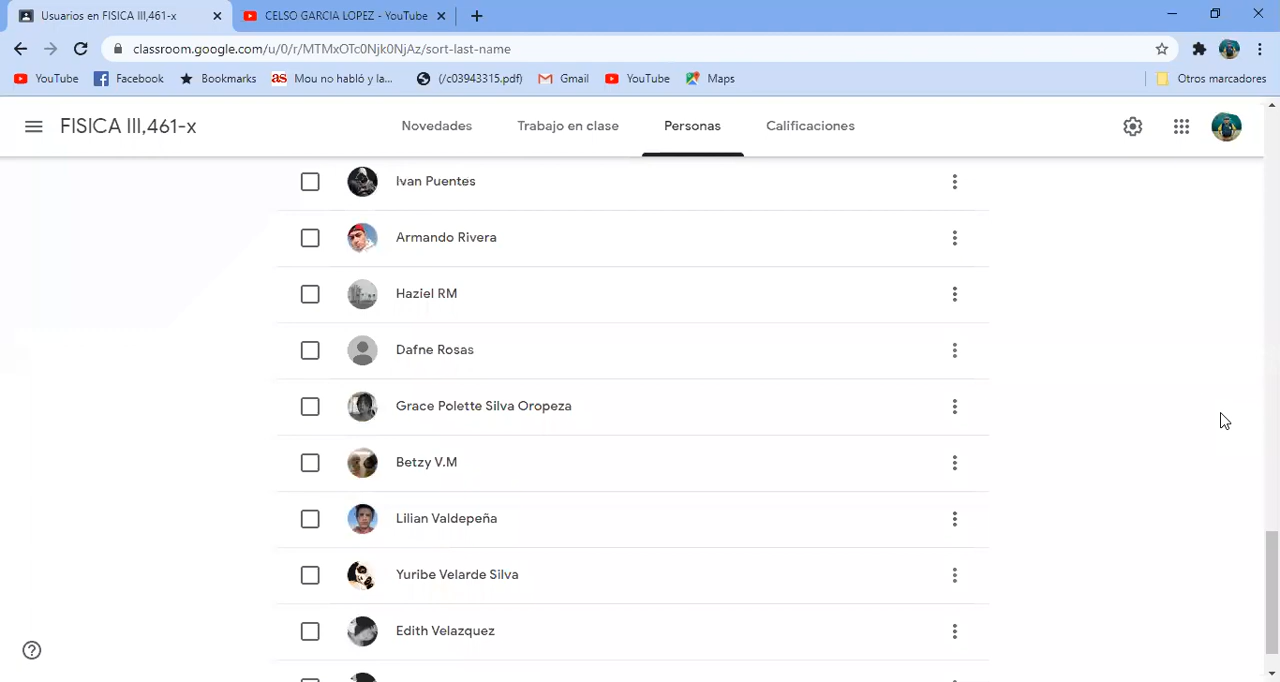 Usuarios en FISICA III,461-x
CELSO GARCIA LOPEZ - YouTube
classroom.google.com/u/0/r/MTMxOTc0Njk0NjAz/sort-last-name
YouTube Facebook Bookmarks Mou no habló y la... (/c03943315.pdf) Gmail YouTube Maps Otros marcadores
FISICA III,461-x Novedades Trabajo en clase Personas Calificaciones
Ivan Puentes
Armando Rivera
Haziel RM
Dafne Rosas
Grace Polette Silva Oropeza
Betzy V.M
Lilian Valdepeña
Yuribe Velarde Silva
Edith Velazquez